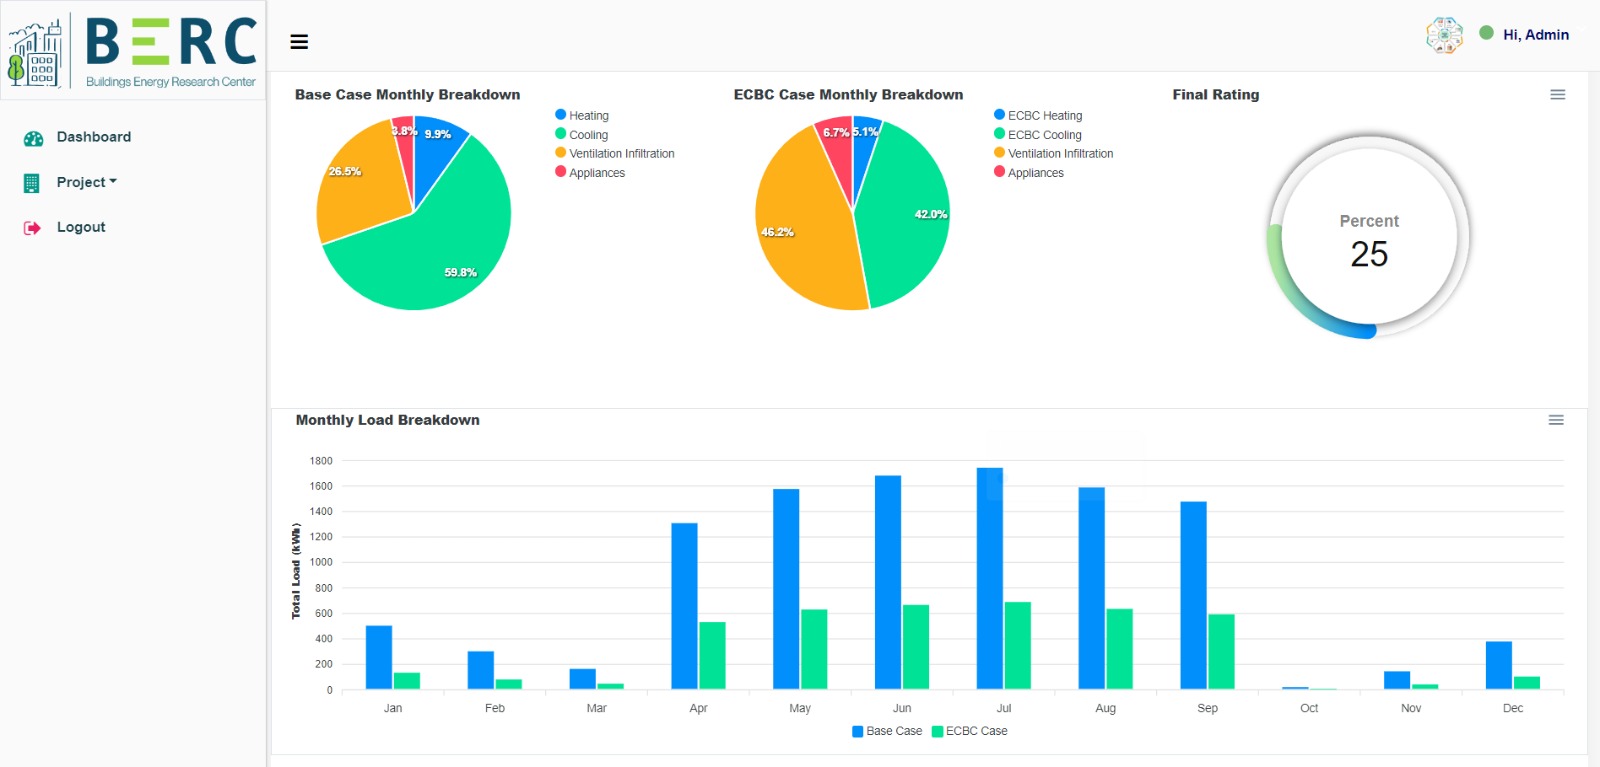 BERC
Buildings Energy Research Center
Hi, Admin
Dashboard
Project
Logout
Base Case Monthly Breakdown
Heating
Cooling
Ventilation Infiltration
Appliances
3.8%
9.9%
26.5%
59.8%
ECBC Case Monthly Breakdown
ECBC Heating
ECBC Cooling
Ventilation Infiltration
Appliances
6.7%
5.1%
42.0%
46.2%
Final Rating
Percent
25
Monthly Load Breakdown
Total Load (kWh)
1800
1600
1400
1200
1000
800
600
400
200
0
Jan Feb Mar Apr May Jun Jul Aug Sep Oct Nov Dec
Base Case ECBC Case